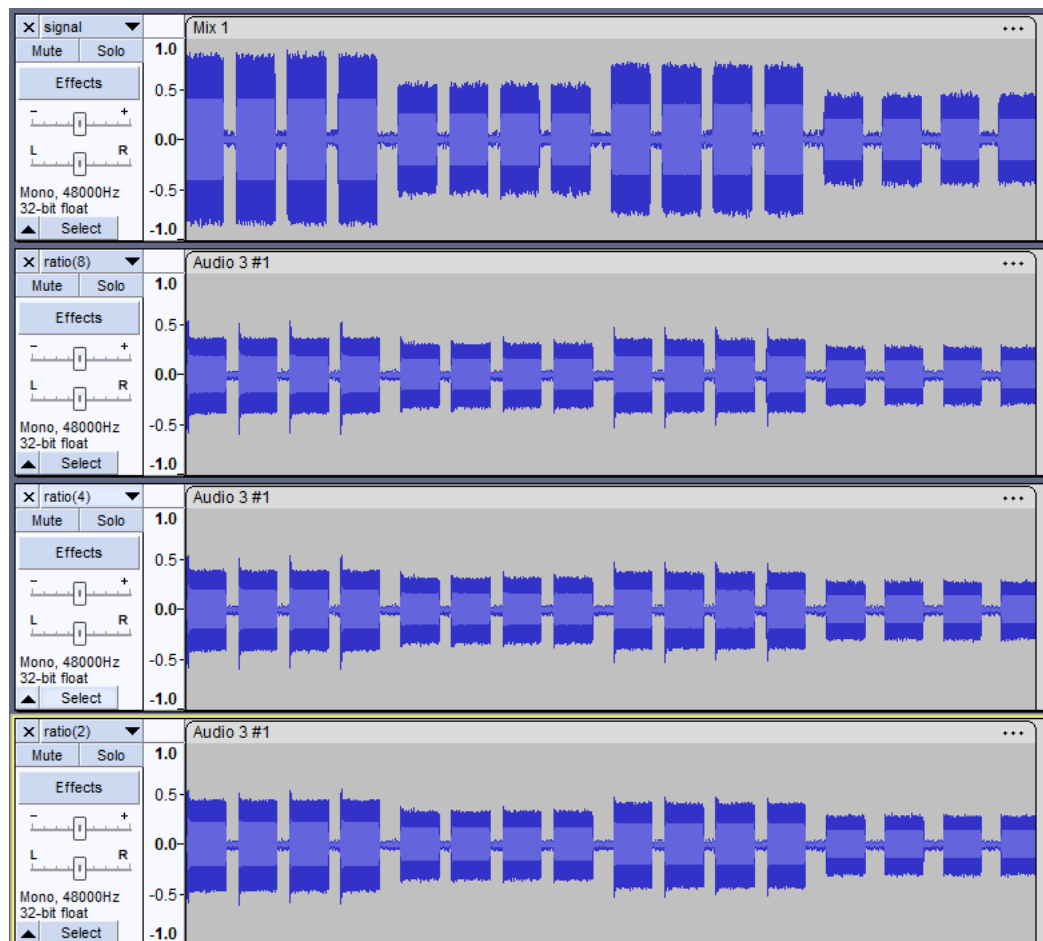 × signal ▼ Mix 1 ...
Mute Solo 1.0
Effects
0.5-
- +
0.0-
L R
Mono, 48000Hz -0.5-
32-bit float
▲ Select -1.0
× ratio(8) ▼ Audio 3 #1 ...
Mute Solo 1.0
Effects
0.5-
- +
0.0-
L R
Mono, 48000Hz -0.5-
32-bit float
▲ Select -1.0
× ratio(4) ▼ Audio 3 #1 ...
Mute Solo 1.0
Effects
0.5-
- +
0.0-
L R
Mono, 48000Hz -0.5-
32-bit float
▲ Select -1.0
× ratio(2) ▼ Audio 3 #1 ...
Mute Solo 1.0
Effects
0.5-
- +
0.0-
L R
Mono, 48000Hz -0.5-
32-bit float
▲ Select -1.0